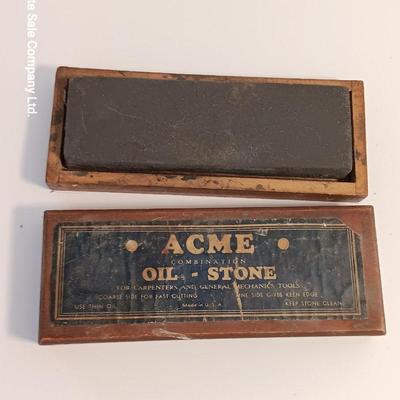 te Sale Company Ltd.
• ACME •
COMBINATION
OIL - STONE
FOR CARPENTERS AND GENERAL MECHANICS TOOLS
COARSE SIDE FOR FAST CUTTING FINE SIDE GIVES KEEN EDGE
USE THIN OIL Made in U.S.A. KEEP STONE CLEAN